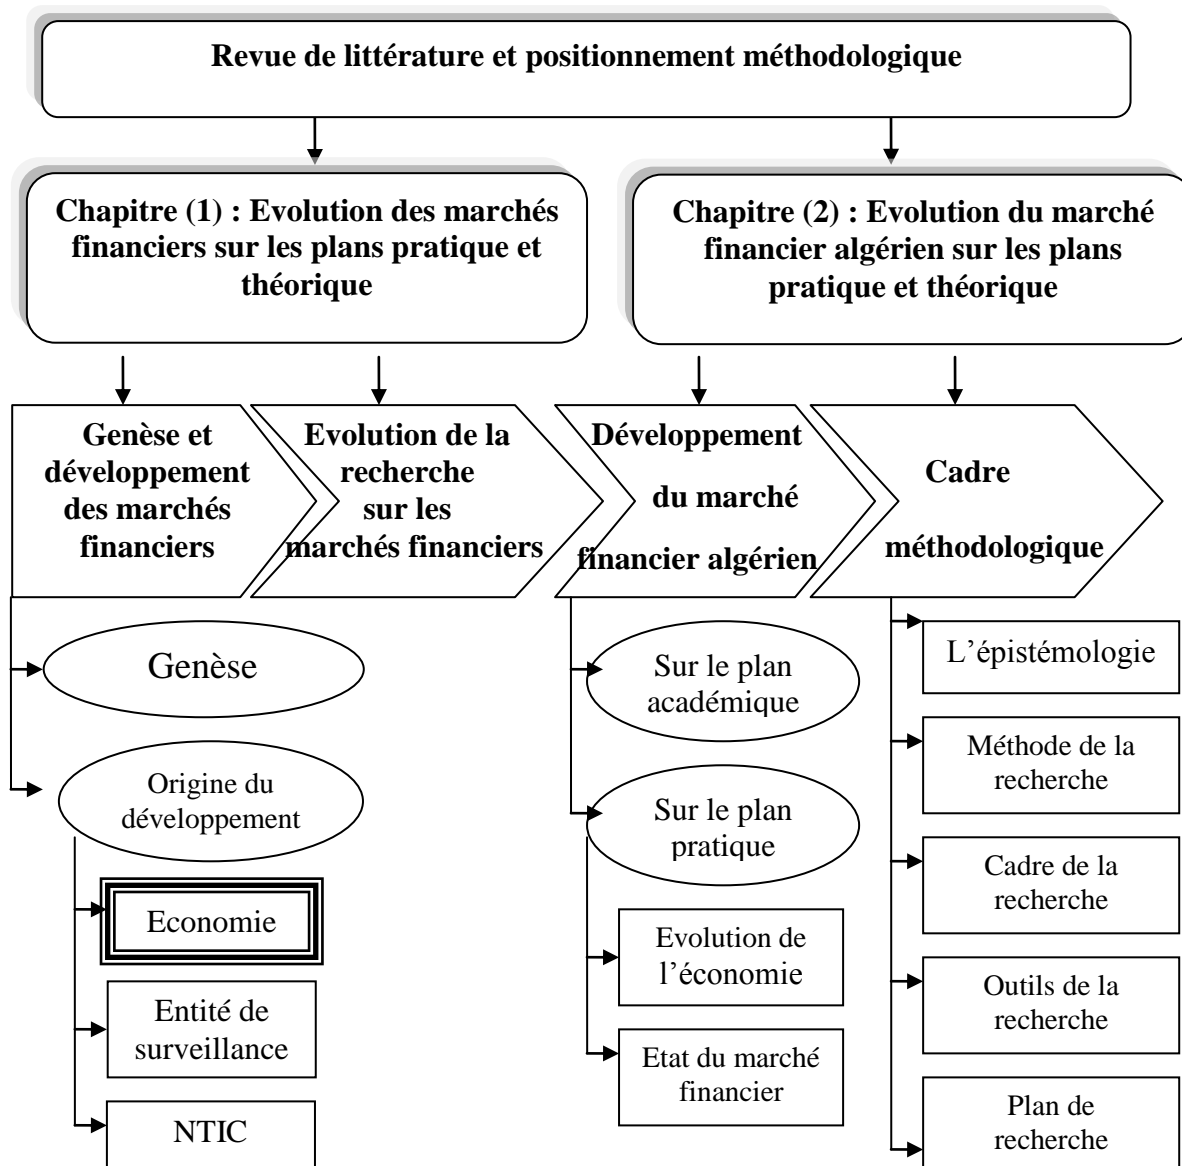 Revue de littérature et positionnement méthodologique
Chapitre (1) : Evolution des marchés
financiers sur les plans pratique et
théorique
Chapitre (2) : Evolution du marché
financier algérien sur les plans
pratique et théorique
Genèse et
développement
des marchés
financiers
Evolution de la
recherche
sur les
marchés financiers
Développement
du marché
financier algérien
Cadre
méthodologique
Genèse
Origine du
développement
Economie
Entité de
surveillance
NTIC
Sur le plan
académique
Sur le plan
pratique
Evolution de
l’économie
Etat du marché
financier
L’épistémologie
Méthode de la
recherche
Cadre de la
recherche
Outils de la
recherche
Plan de
recherche